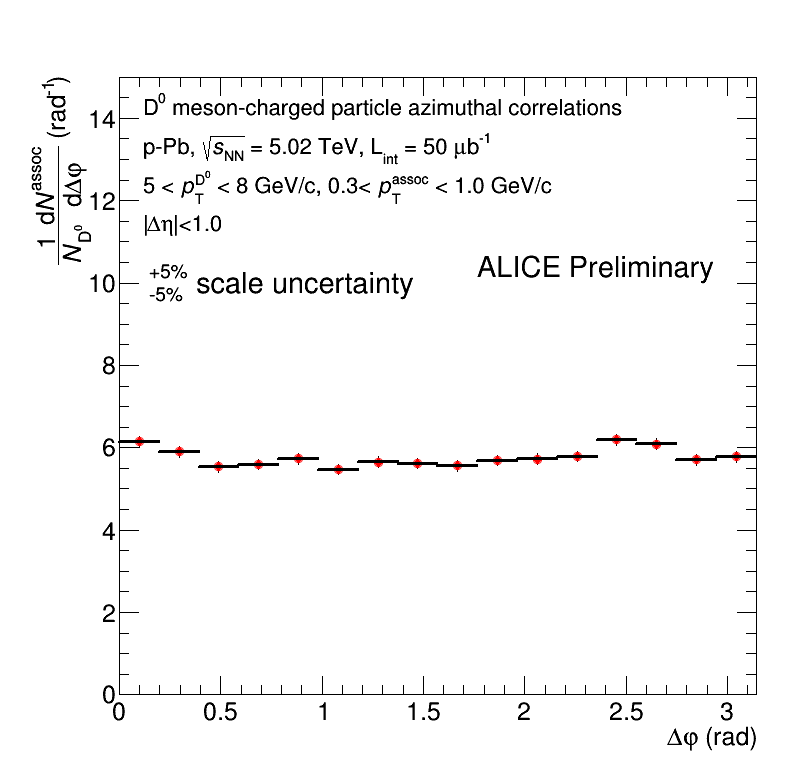 D⁰ meson-charged particle azimuthal correlations
p-Pb, √s_NN = 5.02 TeV, L_int = 50 μb⁻¹
5 < p_T^D⁰ < 8 GeV/c, 0.3< p_T^assoc < 1.0 GeV/c
|Δη|<1.0
+5%
-5% scale uncertainty
ALICE Preliminary
1 dN^assoc
N_D⁰ dΔφ (rad⁻¹)
14
12
10
8
6
4
2
0
0 0.5 1 1.5 2 2.5 3
Δφ (rad)